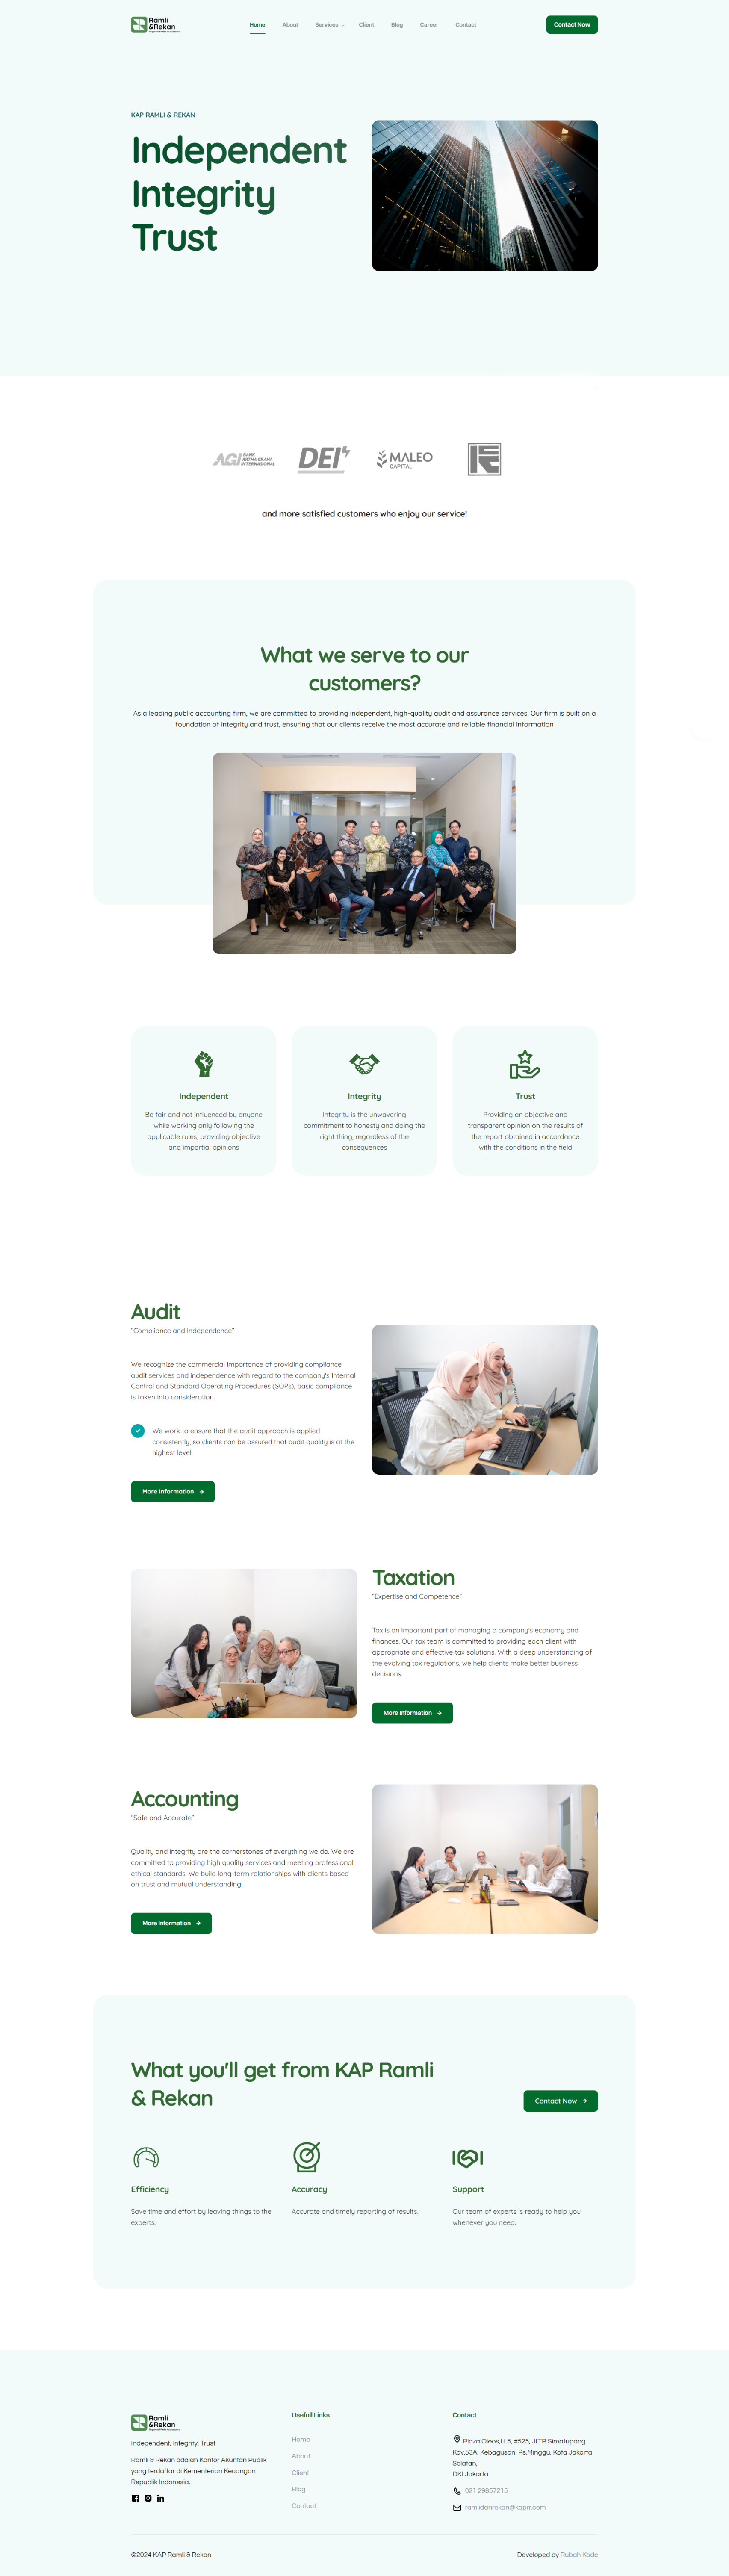 Ramli
&Rekan
Home
About
Services
Client
Blog
Career
Contact
Contact Now
KAP RAMLI & REKAN
Independent
Integrity
Trust
AGI BANK
ARTHA GRAHA
INTERNASIONAL
DEI
MALEO
CAPITAL
and more satisfied customers who enjoy our service!
What we serve to our
customers?
As a leading public accounting firm, we are committed to providing independent, high-quality audit and assurance services. Our firm is built on a
foundation of integrity and trust, ensuring that our clients receive the most accurate and reliable financial information
Independent
Be fair and not influenced by anyone
while working only following the
applicable rules, providing objective
and impartial opinions
Integrity
Integrity is the unwavering
commitment to honesty and doing the
right thing, regardless of the
consequences
Trust
Providing an objective and
transparent opinion on the results of
the report obtained in accordance
with the conditions in the field
Audit
"Compliance and Independence"
We recognize the commercial importance of providing compliance
audit services and independence with regard to the company's Internal
Control and Standard Operating Procedures (SOPs), basic compliance
is taken into consideration.
We work to ensure that the audit approach is applied
consistently, so clients can be assured that audit quality is at the
highest level.
More Information
Taxation
"Expertise and Competence"
Tax is an important part of managing a company's economy and
finances. Our tax team is committed to providing each client with
appropriate and effective tax solutions. With a deep understanding of
the evolving tax regulations, we help clients make better business
decisions.
More Information
Accounting
"Safe and Accurate"
Quality and integrity are the cornerstones of everything we do. We are
committed to providing high quality services and meeting professional
ethical standards. We build long-term relationships with clients based
on trust and mutual understanding.
More Information
What you'll get from KAP Ramli
& Rekan
Contact Now
Efficiency
Save time and effort by leaving things to the
experts.
Accuracy
Accurate and timely reporting of results.
Support
Our team of experts is ready to help you
whenever you need.
Ramli
&Rekan
Independent, Integrity, Trust
Ramli & Rekan adalah Kantor Akuntan Publik
yang terdaftar di Kementerian Keuangan
Republik Indonesia.
Usefull Links
Home
About
Client
Blog
Contact
Contact
Plaza Oleos,Lt.5, #525, Jl.TB.Simatupang
Kav.53A, Kebagusan, Ps.Minggu, Kota Jakarta
Selatan,
DKI Jakarta
021 29857215
ramlidanrekan@kaprr.com
©2024 KAP Ramli & Rekan
Developed by Rubah Kode